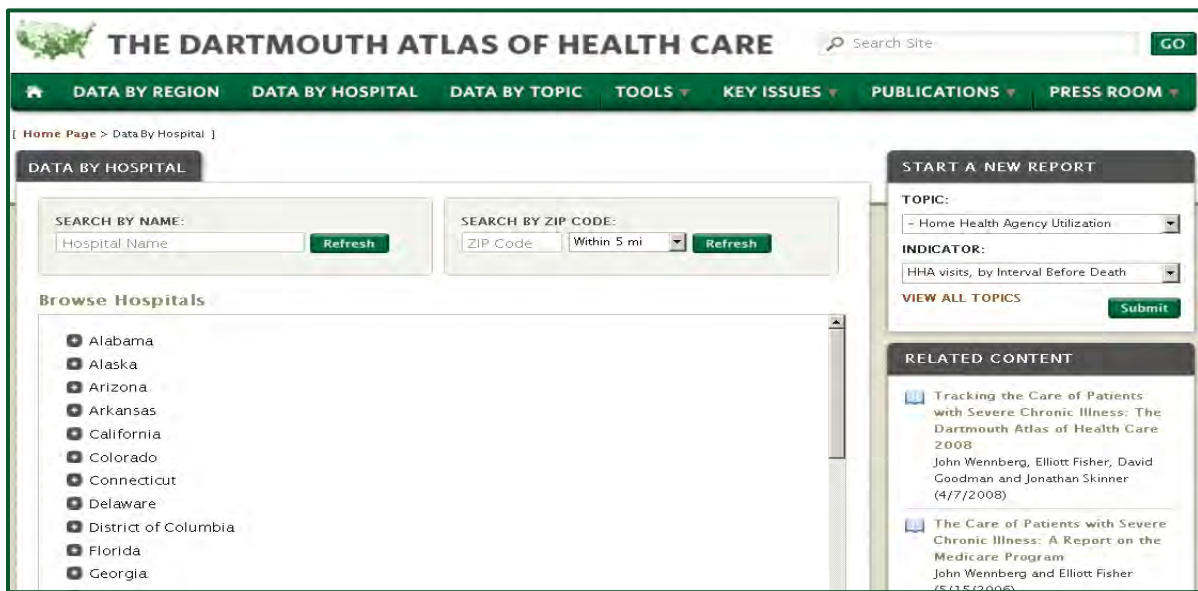 THE DARTMOUTH ATLAS OF HEALTH CARE
Search Site
GO
DATA BY REGION DATA BY HOSPITAL DATA BY TOPIC TOOLS KEY ISSUES PUBLICATIONS PRESS ROOM
[ Home Page > Data By Hospital ]
DATA BY HOSPITAL
SEARCH BY NAME:
Hospital Name
Refresh
SEARCH BY ZIP CODE:
ZIP Code
Within 5 mi
Refresh
Browse Hospitals
Alabama
Alaska
Arizona
Arkansas
California
Colorado
Connecticut
Delaware
District of Columbia
Florida
Georgia
START A NEW REPORT
TOPIC:
- Home Health Agency Utilization
INDICATOR:
HHA visits, by Interval Before Death
VIEW ALL TOPICS
Submit
RELATED CONTENT
Tracking the Care of Patients
with Severe Chronic Illness: The
Dartmouth Atlas of Health Care
2008
John Wennberg, Elliott Fisher, David
Goodman and Jonathan Skinner
(4/7/2008)
The Care of Patients with Severe
Chronic Illness: A Report on the
Medicare Program
John Wennberg and Elliott Fisher
(5/15/2006)